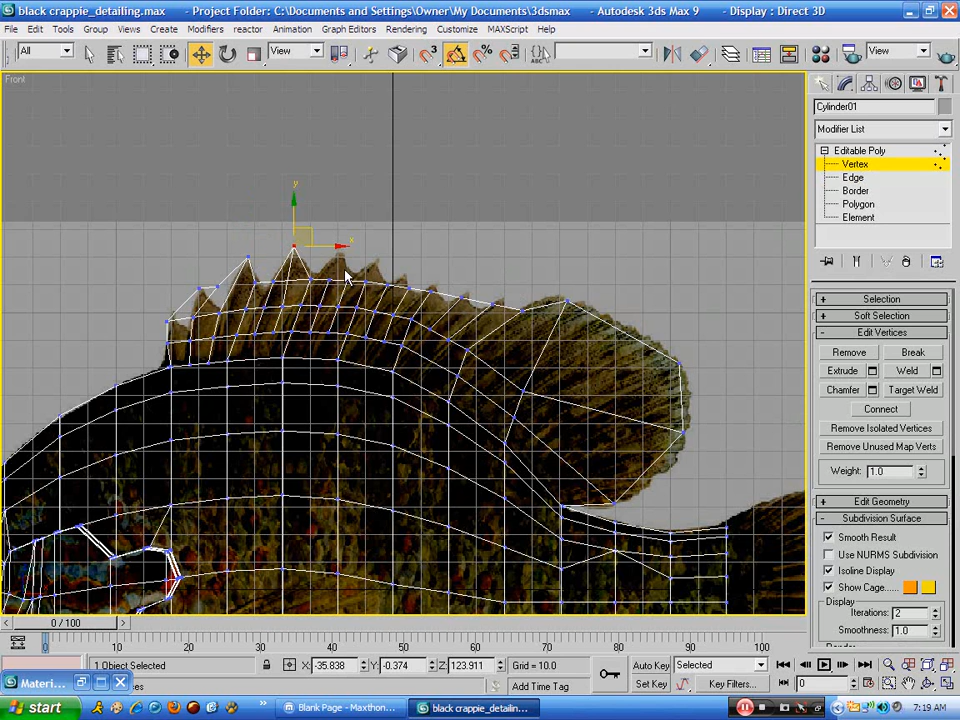 black crappie_detailing.max - Project Folder: C:\Documents and Settings\Owner\My Documents\3dsmax - Autodesk 3ds Max 9 - Display : Direct 3D
File Edit Tools Group Views Create Modifiers reactor Animation Graph Editors Rendering Customize MAXScript Help
All View View
Front
Cylinder01
Modifier List
Editable Poly
Vertex
Edge
Border
Polygon
Element
+ Selection
+ Soft Selection
- Edit Vertices
Remove Break
Extrude Weld
Chamfer Target Weld
Connect
Remove Isolated Vertices
Remove Unused Map Verts
Weight: 1.0
+ Edit Geometry
- Subdivision Surface
Smooth Result
Use NURMS Subdivision
Isoline Display
Show Cage......
Display
Iterations: 2
Smoothness: 1.0
y
x
0 / 100
0 10 20 30 40 50 60 70 80 90 100
1 Object Selected X: -35.838 Y: -0.374 Z: 123.911 Grid = 10.0 Auto Key Selected
Materi... Add Time Tag Set Key Key Filters... 0
start Blank Page - Maxthon... black crappie_detailin... 7:19 AM